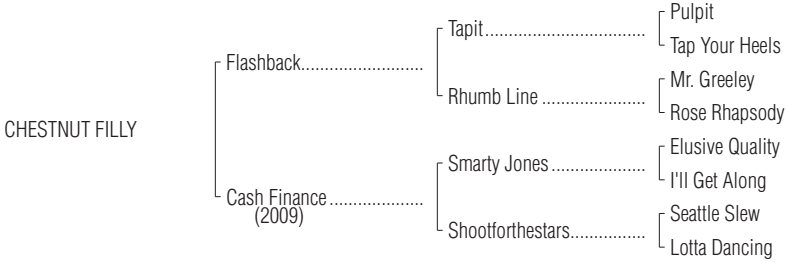 Pulpit
Tapit................................
Tap Your Heels
Flashback.........................
Mr. Greeley
Rhumb Line .....................
Rose Rhapsody
CHESTNUT FILLY
Elusive Quality
Smarty Jones ...................
I'll Get Along
Cash Finance ...................
(2009)
Seattle Slew
Shootforthestars................
Lotta Dancing